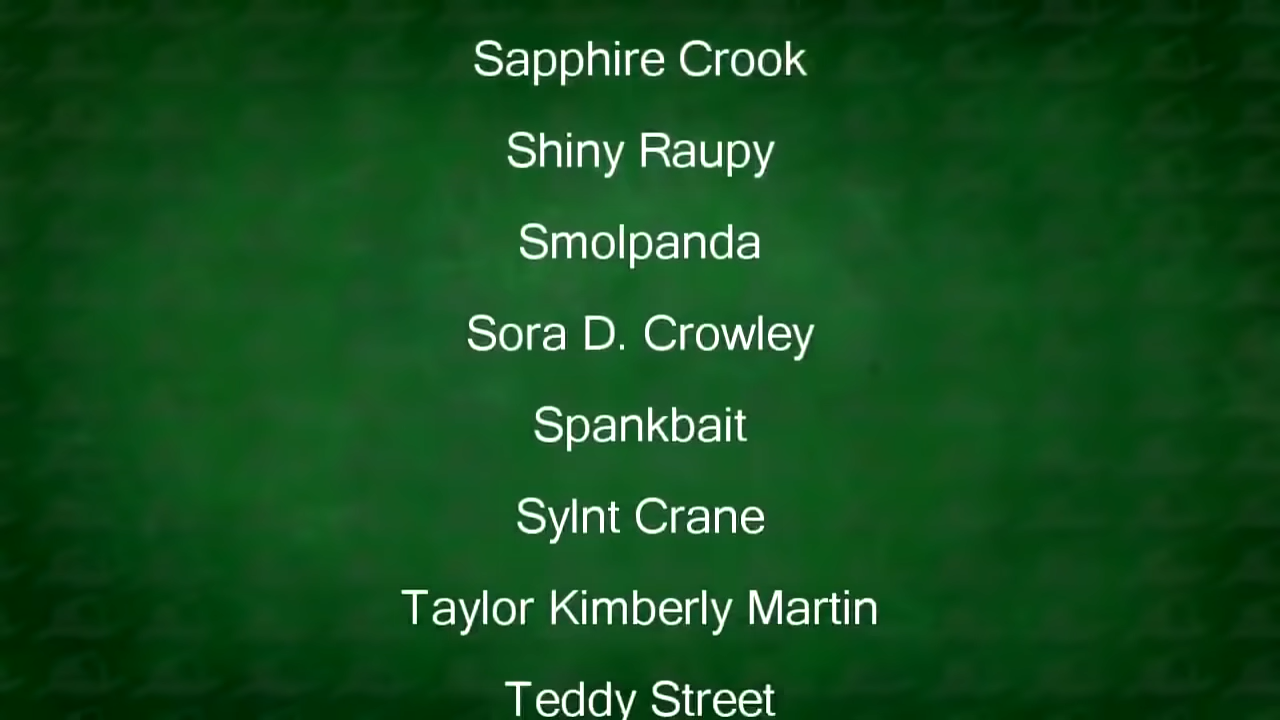 Sapphire Crook
Shiny Raupy
Smolpanda
Sora D. Crowley
Spankbait
Sylnt Crane
Taylor Kimberly Martin
Teddy Street